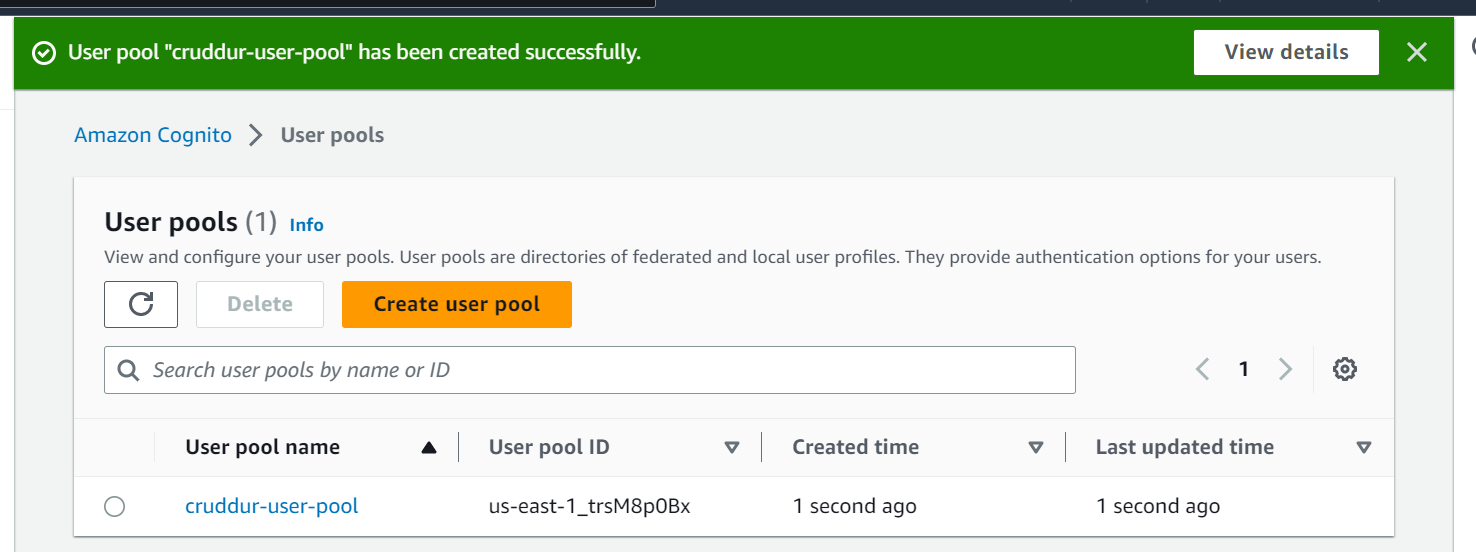 User pool "cruddur-user-pool" has been created successfully.
View details
Amazon Cognito
User pools
User pools (1) Info
View and configure your user pools. User pools are directories of federated and local user profiles. They provide authentication options for your users.
Delete
Create user pool
Search user pools by name or ID
1
User pool name
User pool ID
Created time
Last updated time
cruddur-user-pool
us-east-1_trsM8p0Bx
1 second ago
1 second ago